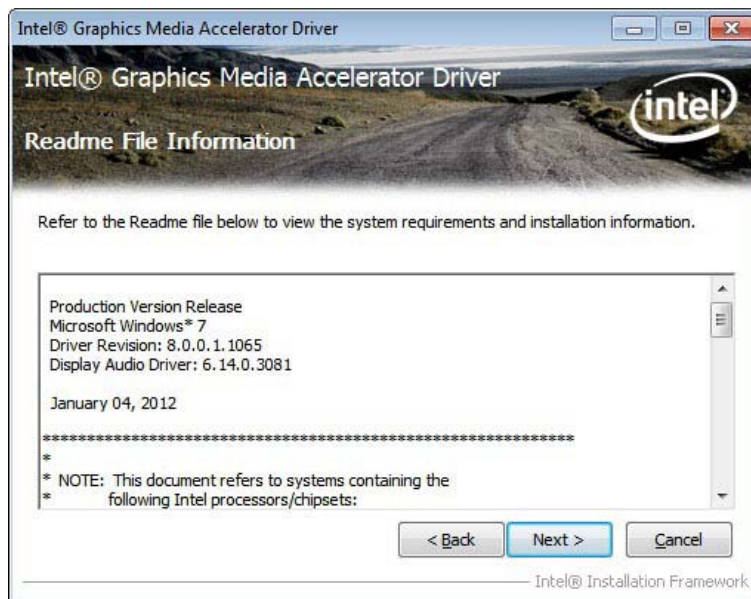 Intel® Graphics Media Accelerator Driver
Intel® Graphics Media Accelerator Driver
intel
Readme File Information
Refer to the Readme file below to view the system requirements and installation information.
Production Version Release
Microsoft Windows* 7
Driver Revision: 8.0.0.1.1065
Display Audio Driver: 6.14.0.3081
January 04, 2012
************************************************************
*
* NOTE: This document refers to systems containing the
* following Intel processors/chipsets:
< Back Next > Cancel
Intel® Installation Framework